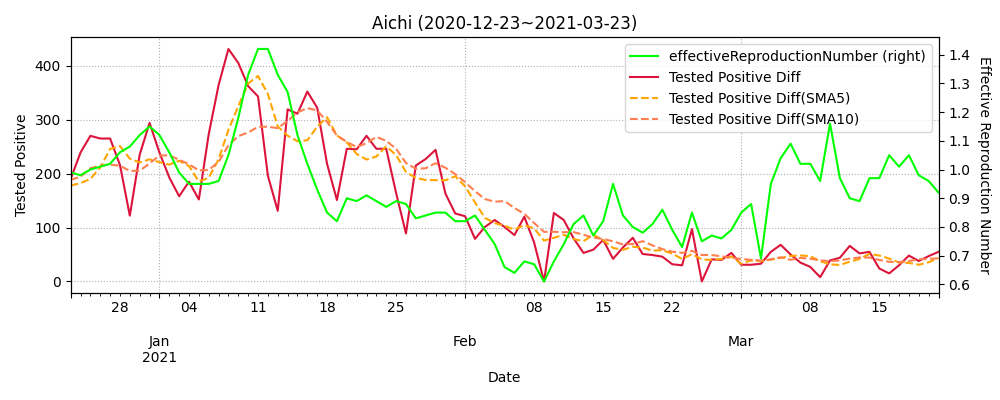 Aichi (2020-12-23~2021-03-23)
effectiveReproductionNumber (right)
Tested Positive Diff
Tested Positive Diff(SMA5)
Tested Positive Diff(SMA10)
Tested Positive
400
300
200
100
0
Effective Reproduction Number
1.4
1.3
1.2
1.1
1.0
0.9
0.8
0.7
0.6
28 04 11 18 25 08 15 22 08 15
Jan Feb Mar
2021
Date